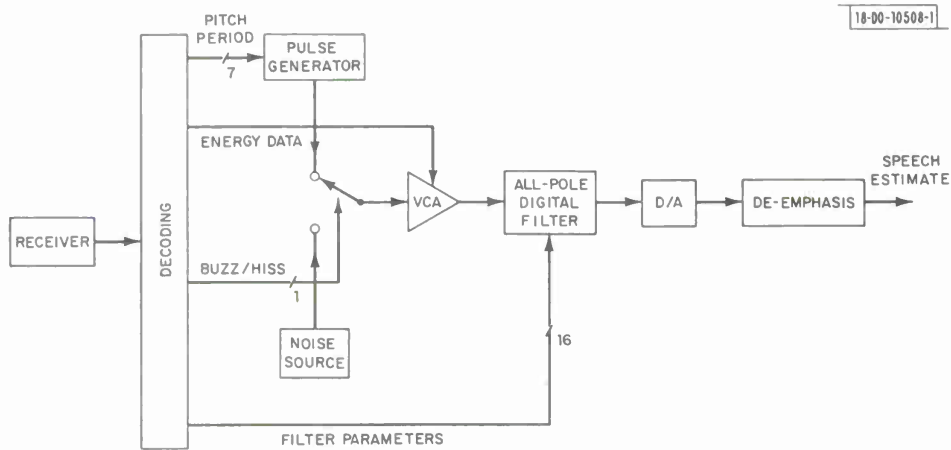 18-DO-10508-1
PITCH
PERIOD
7
PULSE
GENERATOR
ENERGY DATA
VCA
ALL-POLE
DIGITAL
FILTER
D/A
DE-EMPHASIS
SPEECH
ESTIMATE
RECEIVER
DECODING
BUZZ/HISS
1
NOISE
SOURCE
16
FILTER PARAMETERS